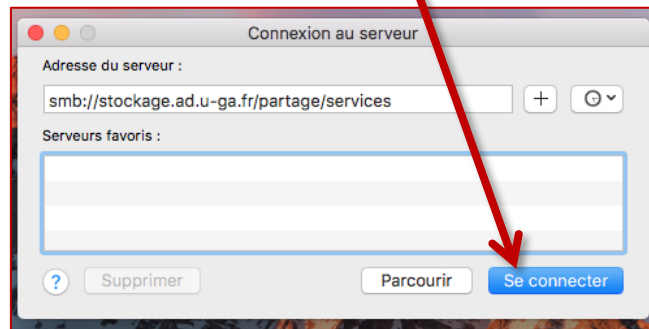 Connexion au serveur
Adresse du serveur :
smb://stockage.ad.u-ga.fr/partage/services
Serveurs favoris :
? Supprimer Parcourir Se connecter